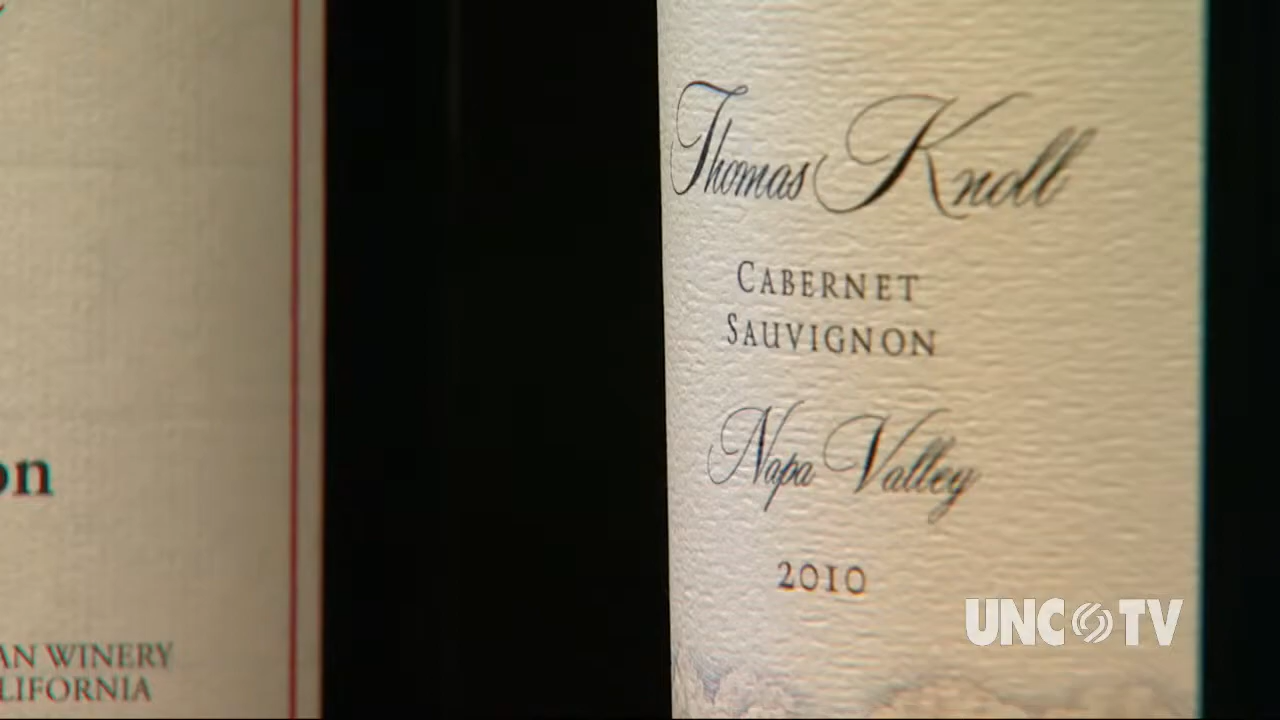 on
AN WINERY
LIFORNIA
Thomas Knoll
CABERNET
SAUVIGNON
Napa Valley
2010
UNC TV